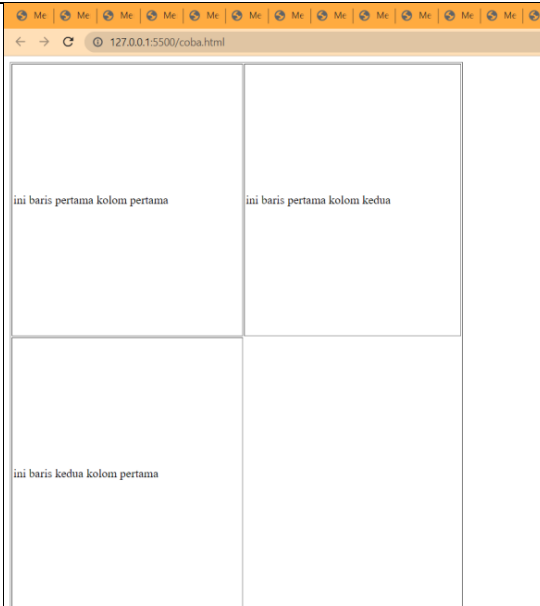 Me Me Me Me Me Me Me Me Me Me Me Me
127.0.0.1:5500/coba.html
ini baris pertama kolom pertama ini baris pertama kolom kedua
ini baris kedua kolom pertama